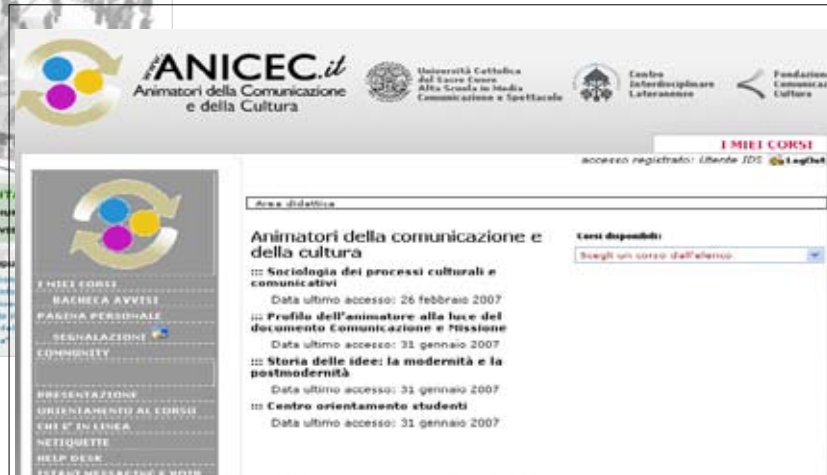 www.ANICEC.it
Animatori della Comunicazione
e della Cultura
Università Cattolica
del Sacro Cuore
Alta Scuola in Media
Comunicazione e Spettacolo
Centro
Interdisciplinare
Lateranense
Fondazion
Comunicaz
Cultura
I MIEI CORSI
accesso registrato: Utente IDS LogOut
Area didattica
Animatori della comunicazione e
della cultura
::: Sociologia dei processi culturali e
comunicativi
Data ultimo accesso: 26 febbraio 2007
::: Profilo dell'animatore alla luce del
documento Comunicazione e Missione
Data ultimo accesso: 31 gennaio 2007
::: Storia delle idee: la modernità e la
postmodernità
Data ultimo accesso: 31 gennaio 2007
::: Centro orientamento studenti
Data ultimo accesso: 31 gennaio 2007
Corsi disponibili:
Scegli un corso dall'elenco
I MIEI CORSI
BACHECA AVVISI
PAGINA PERSONALE
SEGNALAZIONI
COMMUNITY
PRESENTAZIONE
ORIENTAMENTO AL CORSO
CHI E' IN LINEA
NETIQUETTE
HELP DESK